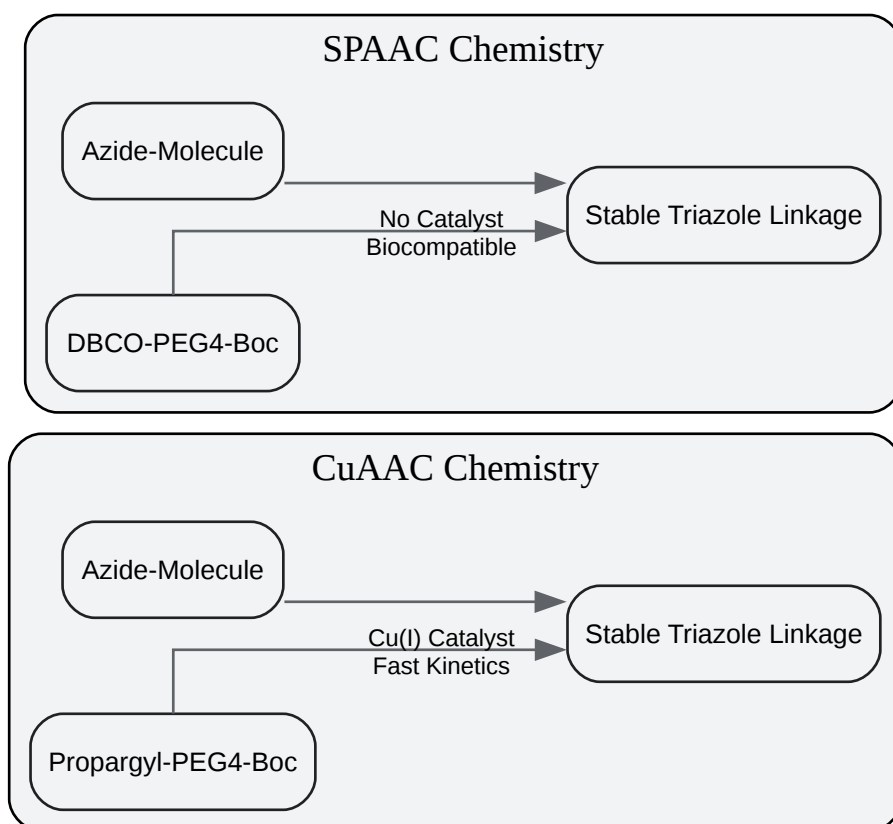 SPAAC Chemistry
Azide-Molecule
No Catalyst
Biocompatible
Stable Triazole Linkage
DBCO-PEG4-Boc
CuAAC Chemistry
Azide-Molecule
Cu(I) Catalyst
Fast Kinetics
Stable Triazole Linkage
Propargyl-PEG4-Boc